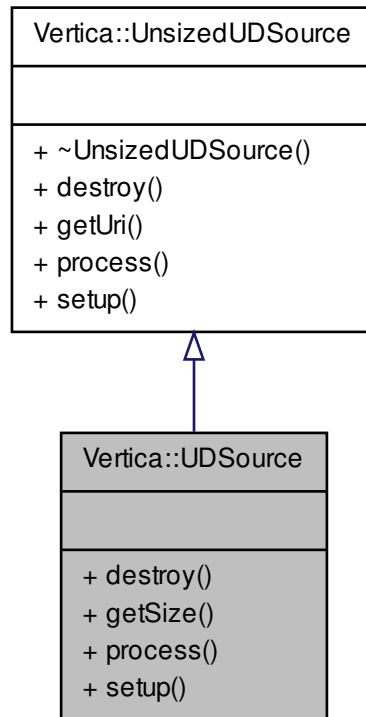 Vertica::UnsizedUDSource
+ ~UnsizedUDSource()
+ destroy()
+ getUri()
+ process()
+ setup()
Vertica::UDSource
+ destroy()
+ getSize()
+ process()
+ setup()